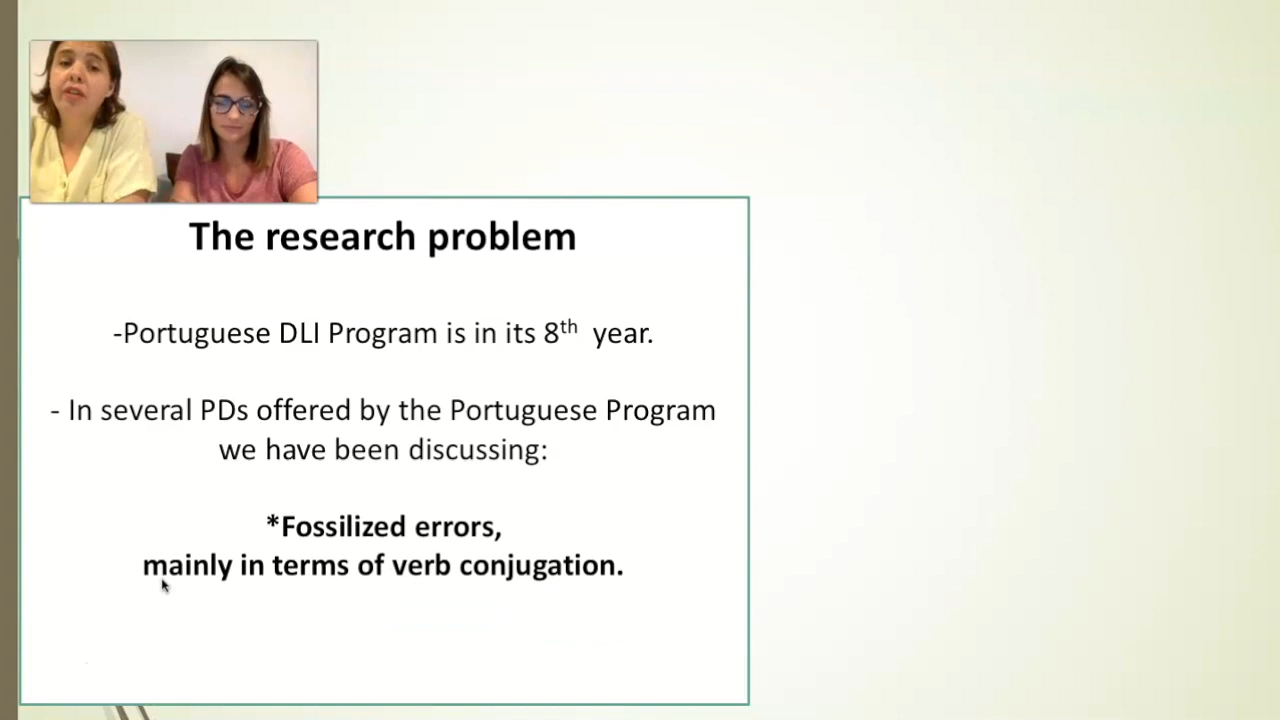 The research problem
-Portuguese DLI Program is in its 8th year.
- In several PDs offered by the Portuguese Program
we have been discussing:
*Fossilized errors,
mainly in terms of verb conjugation.